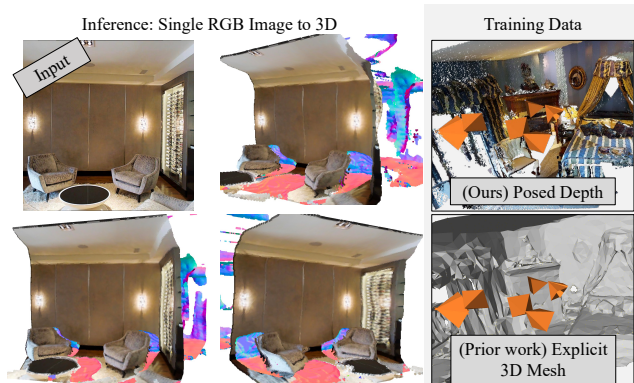 Inference: Single RGB Image to 3D
Training Data
Input
(Ours) Posed Depth
(Prior work) Explicit
3D Mesh